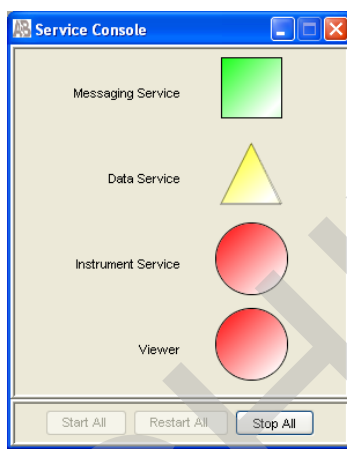 Service Console
Messaging Service
Data Service
Instrument Service
Viewer
Start All Restart All Stop All